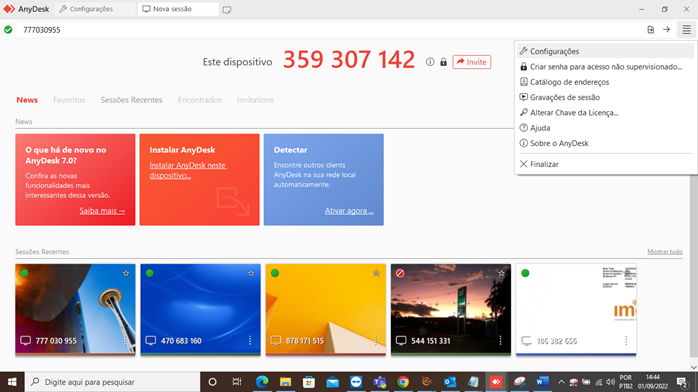 AnyDesk
Configurações
Nova sessão
777030955
Este dispositivo
359 307 142
Invite
Configurações
Criar senha para acesso não supervisionado...
Catálogo de endereços
Gravações de sessão
Alterar Chave da Licença...
Ajuda
Sobre o AnyDesk
Finalizar
News
Favoritos
Sessões Recentes
Encontrados
Invitations
News
O que há de novo no
AnyDesk 7.0?
Confira as novas
funcionalidades mais
interessantes dessa versão.
Saiba mais →
Instalar AnyDesk
Instalar AnyDesk neste
dispositivo...
Detectar
Encontre outros clients
AnyDesk na sua rede local
automaticamente.
Ativar agora ...
Sessões Recentes
Mostrar tudo
777 030 955
470 683 160
878 171 515
544 151 331
186 382 656
Digite aqui para pesquisar
POR
PTB2
14:44
01/09/2022